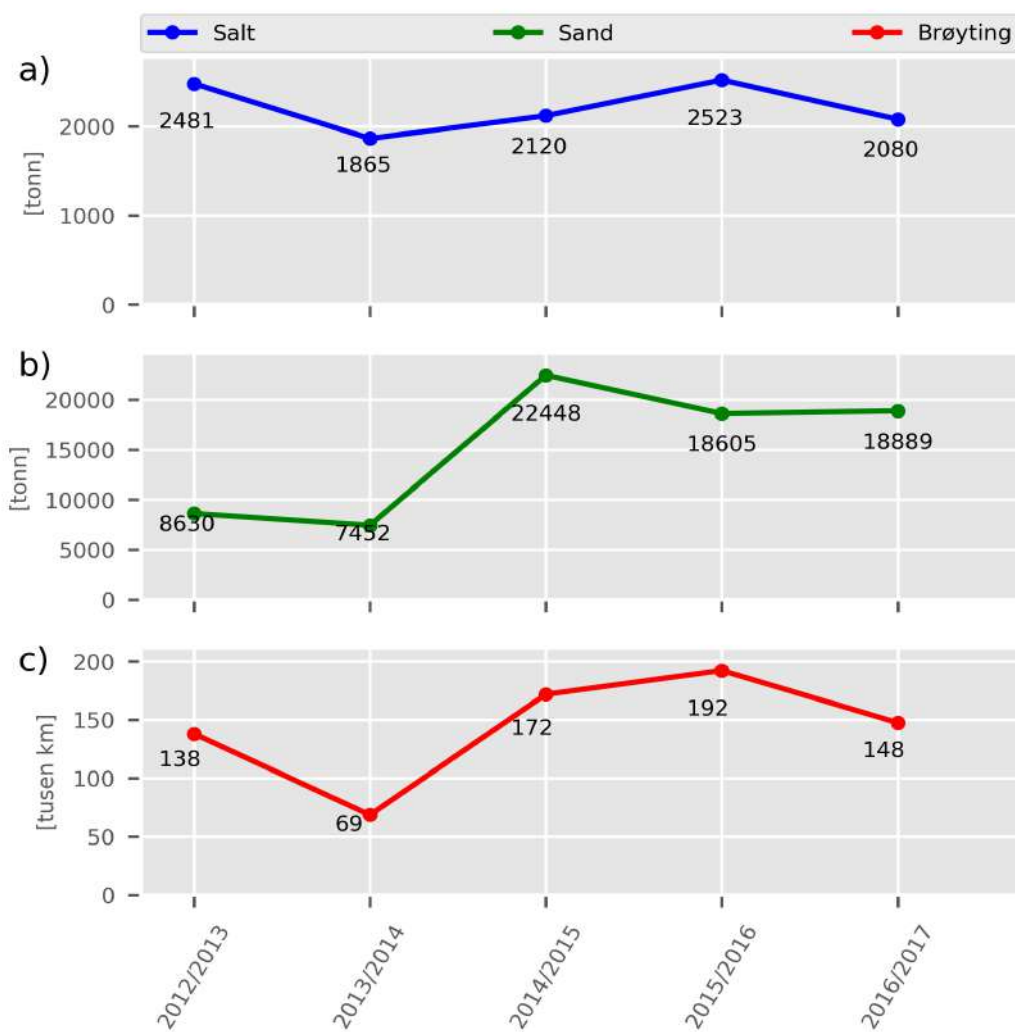 Salt Sand Brøyting
a)
2000
1000
0
[tonn]
2481 1865 2120 2523 2080
b)
20000
15000
10000
5000
0
[tonn]
8630 7452 22448 18605 18889
c)
200
150
100
50
0
[tusen km]
138 69 172 192 148
2012/2013 2013/2014 2014/2015 2015/2016 2016/2017